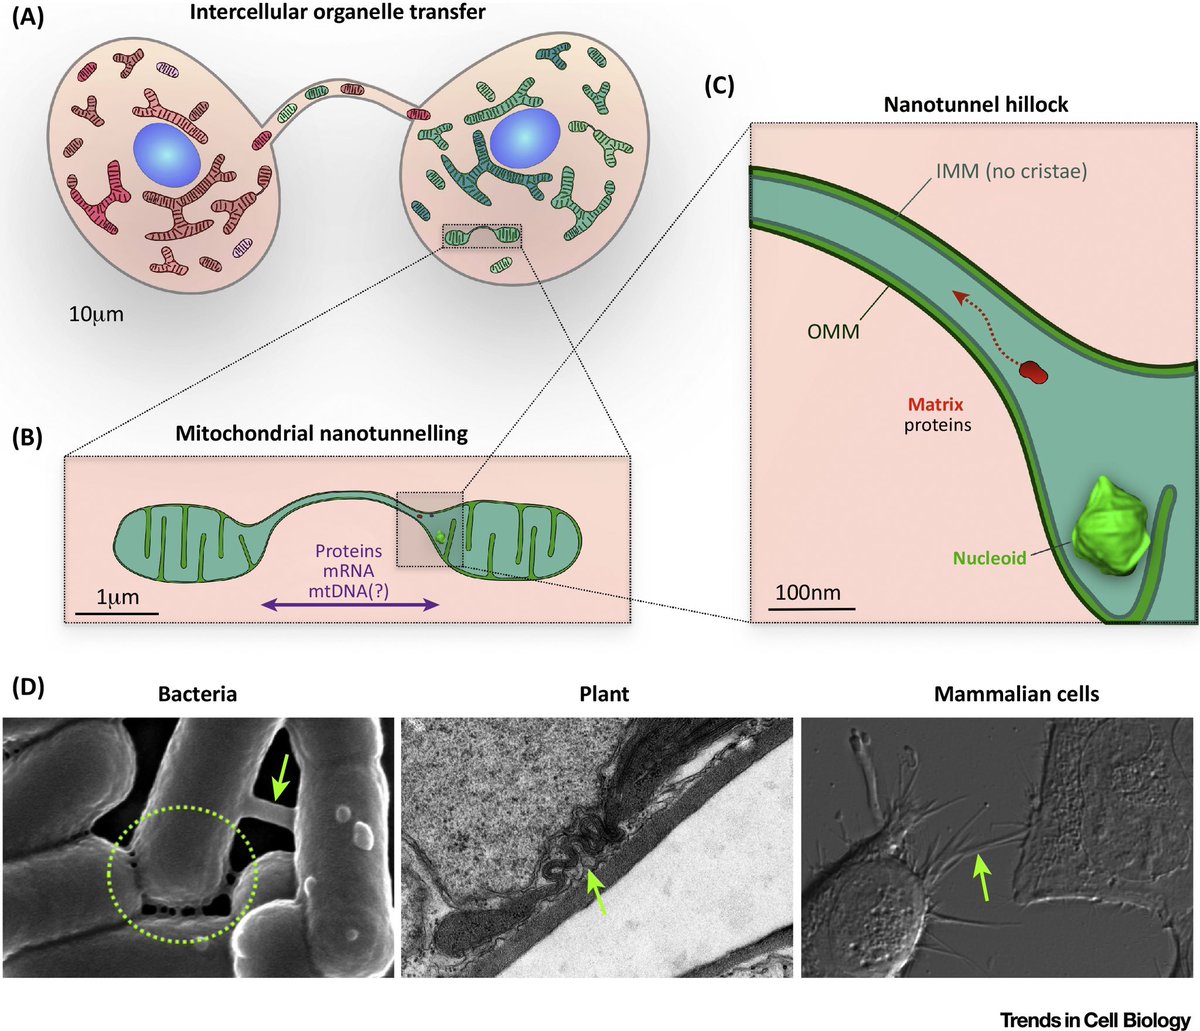 (A)
Intercellular organelle transfer
10μm
(B)
Mitochondrial nanotunnelling
Proteins
mRNA
mtDNA(?)
1μm
(C)
Nanotunnel hillock
IMM (no cristae)
OMM
Matrix
proteins
Nucleoid
100nm
(D)
Bacteria
Plant
Mammalian cells
Trends in Cell Biology